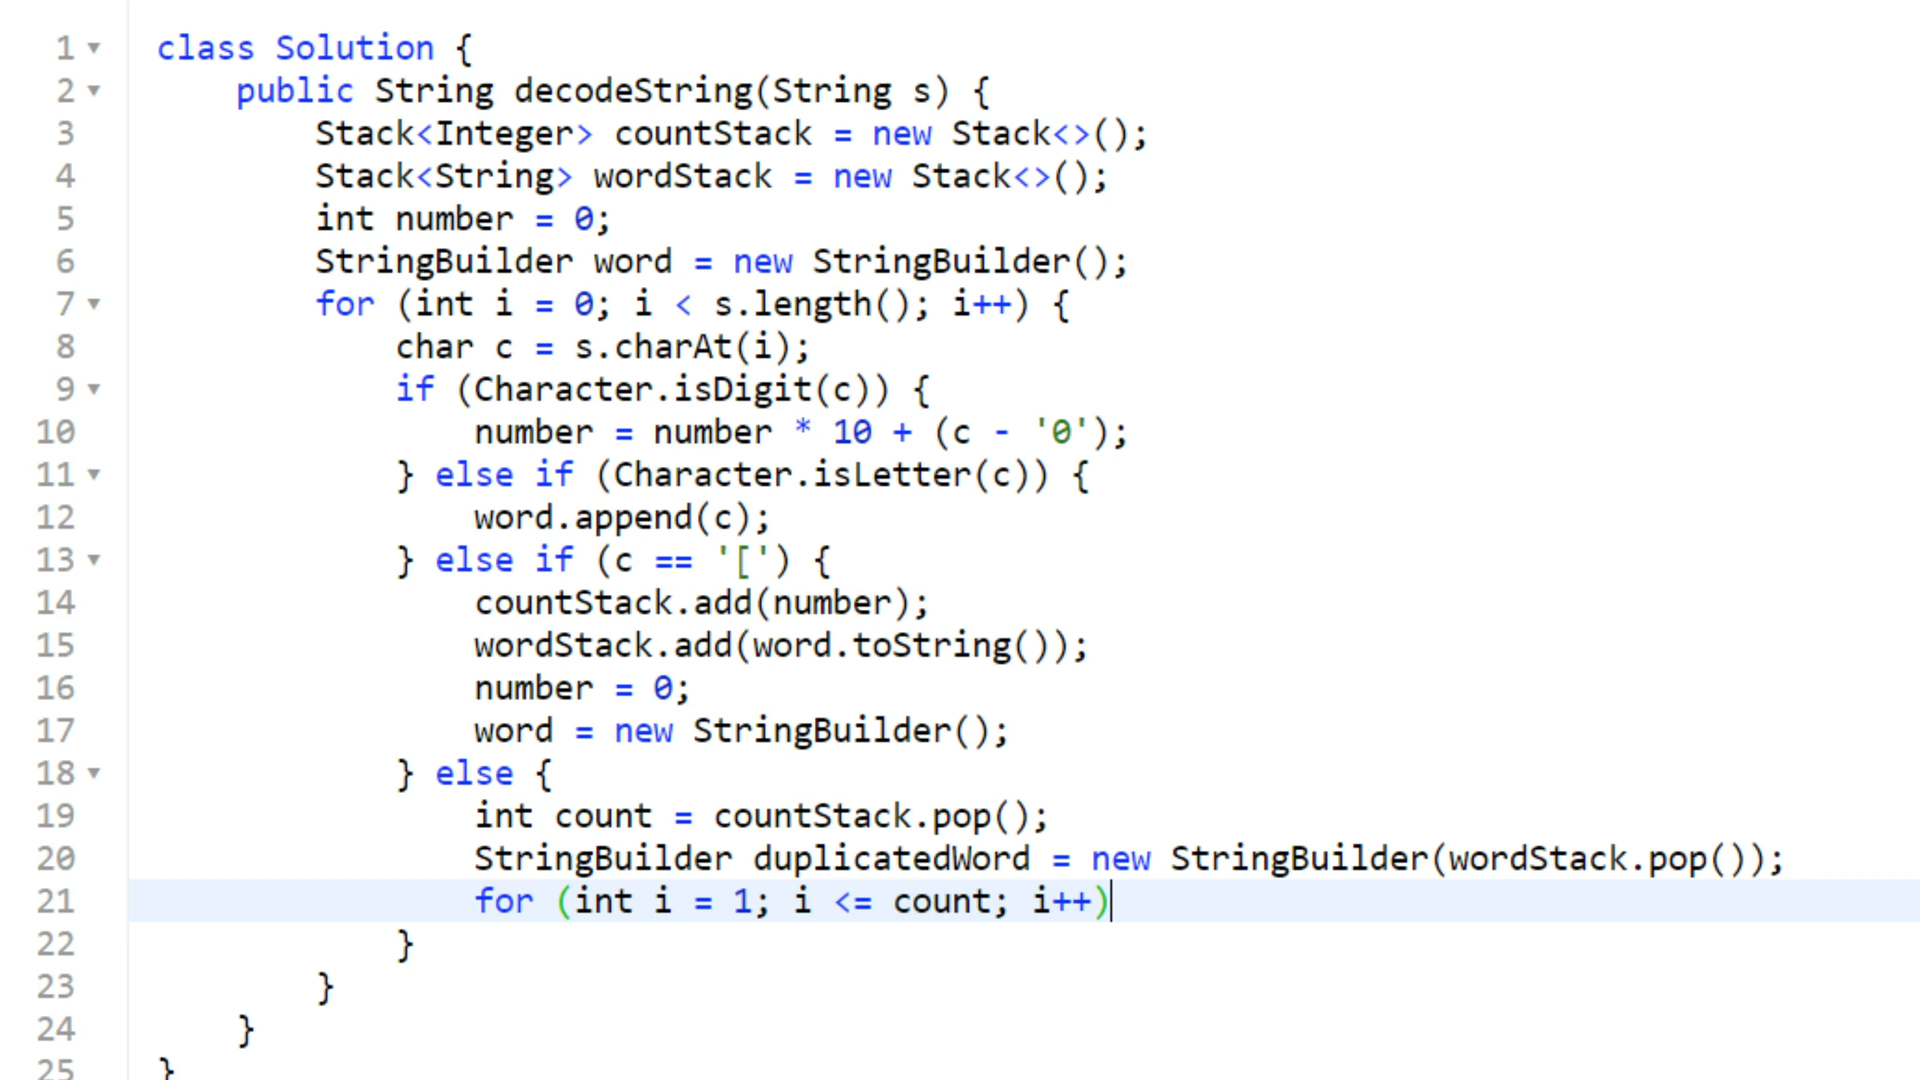 1 class Solution {
2 public String decodeString(String s) {
3 Stack<Integer> countStack = new Stack<>();
4 Stack<String> wordStack = new Stack<>();
5 int number = 0;
6 StringBuilder word = new StringBuilder();
7 for (int i = 0; i < s.length(); i++) {
8 char c = s.charAt(i);
9 if (Character.isDigit(c)) {
10 number = number * 10 + (c - '0');
11 } else if (Character.isLetter(c)) {
12 word.append(c);
13 } else if (c == '[') {
14 countStack.add(number);
15 wordStack.add(word.toString());
16 number = 0;
17 word = new StringBuilder();
18 } else {
19 int count = countStack.pop();
20 StringBuilder duplicatedWord = new StringBuilder(wordStack.pop());
21 for (int i = 1; i <= count; i++)
22 }
23 }
24 }
25 }